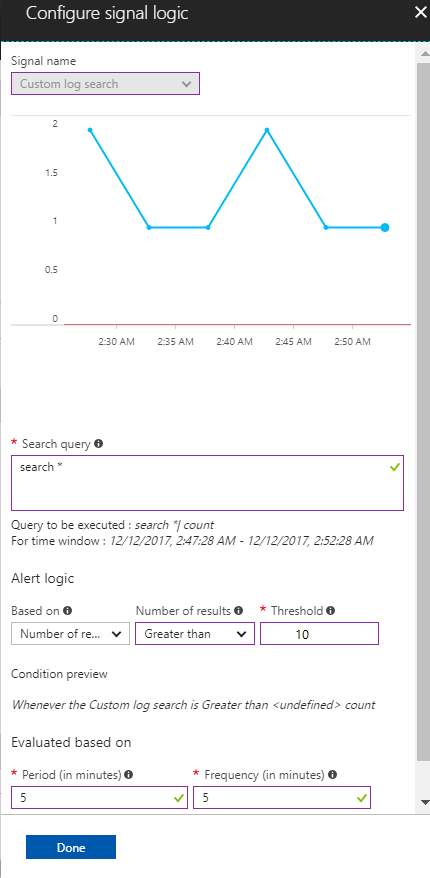 Configure signal logic
Signal name
Custom log search
2
1.5
1
0.5
0
2:30 AM 2:35 AM 2:40 AM 2:45 AM 2:50 AM
* Search query
search *
Query to be executed : search *| count
For time window : 12/12/2017, 2:47:28 AM - 12/12/2017, 2:52:28 AM
Alert logic
Based on Number of results * Threshold
Number of re... Greater than 10
Condition preview
Whenever the Custom log search is Greater than <undefined> count
Evaluated based on
* Period (in minutes) * Frequency (in minutes)
5 5
Done